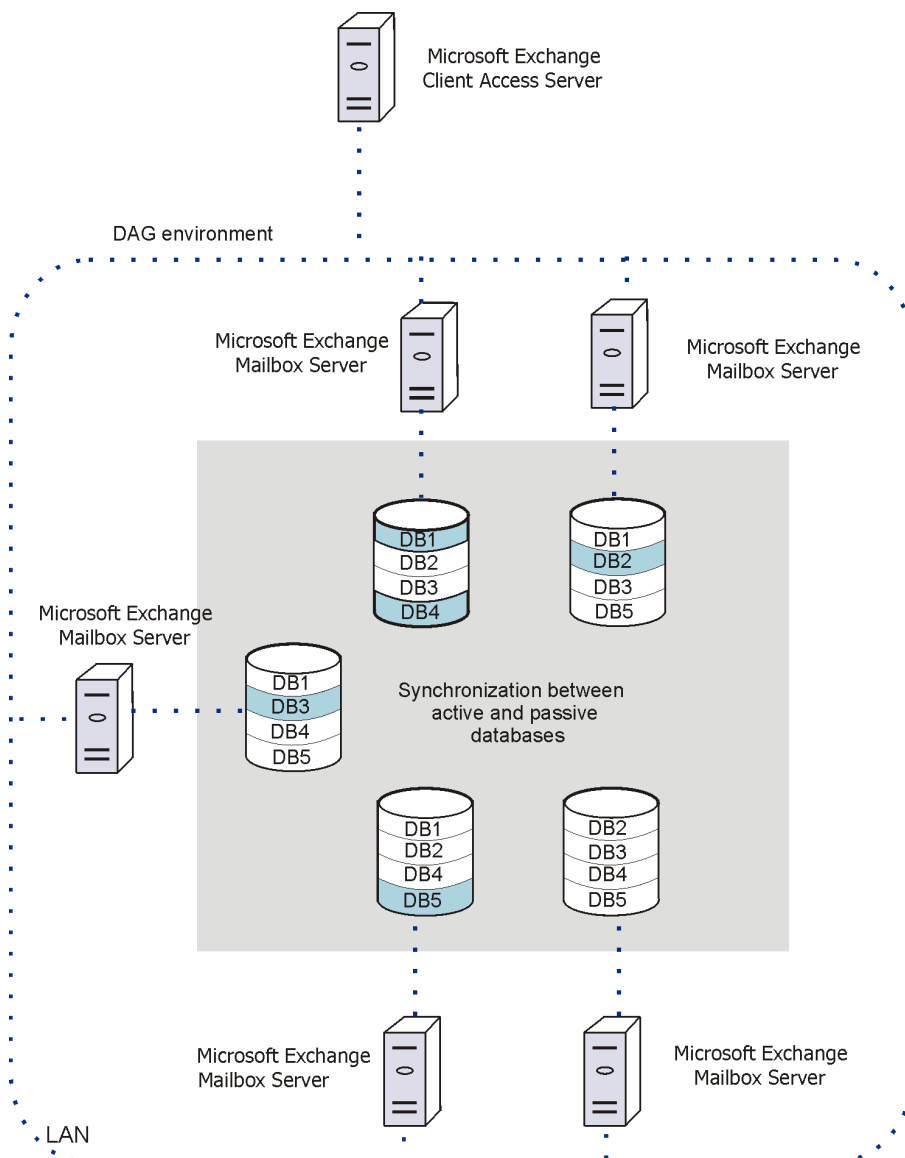 Microsoft Exchange
Client Access Server
DAG environment
Microsoft Exchange
Mailbox Server
Microsoft Exchange
Mailbox Server
DB1
DB2
DB3
DB4
DB1
DB2
DB3
DB5
Microsoft Exchange
Mailbox Server
DB1
DB3
DB4
DB5
Synchronization between
active and passive
databases
DB1
DB2
DB4
DB5
DB2
DB3
DB4
DB5
Microsoft Exchange
Mailbox Server
Microsoft Exchange
Mailbox Server
LAN